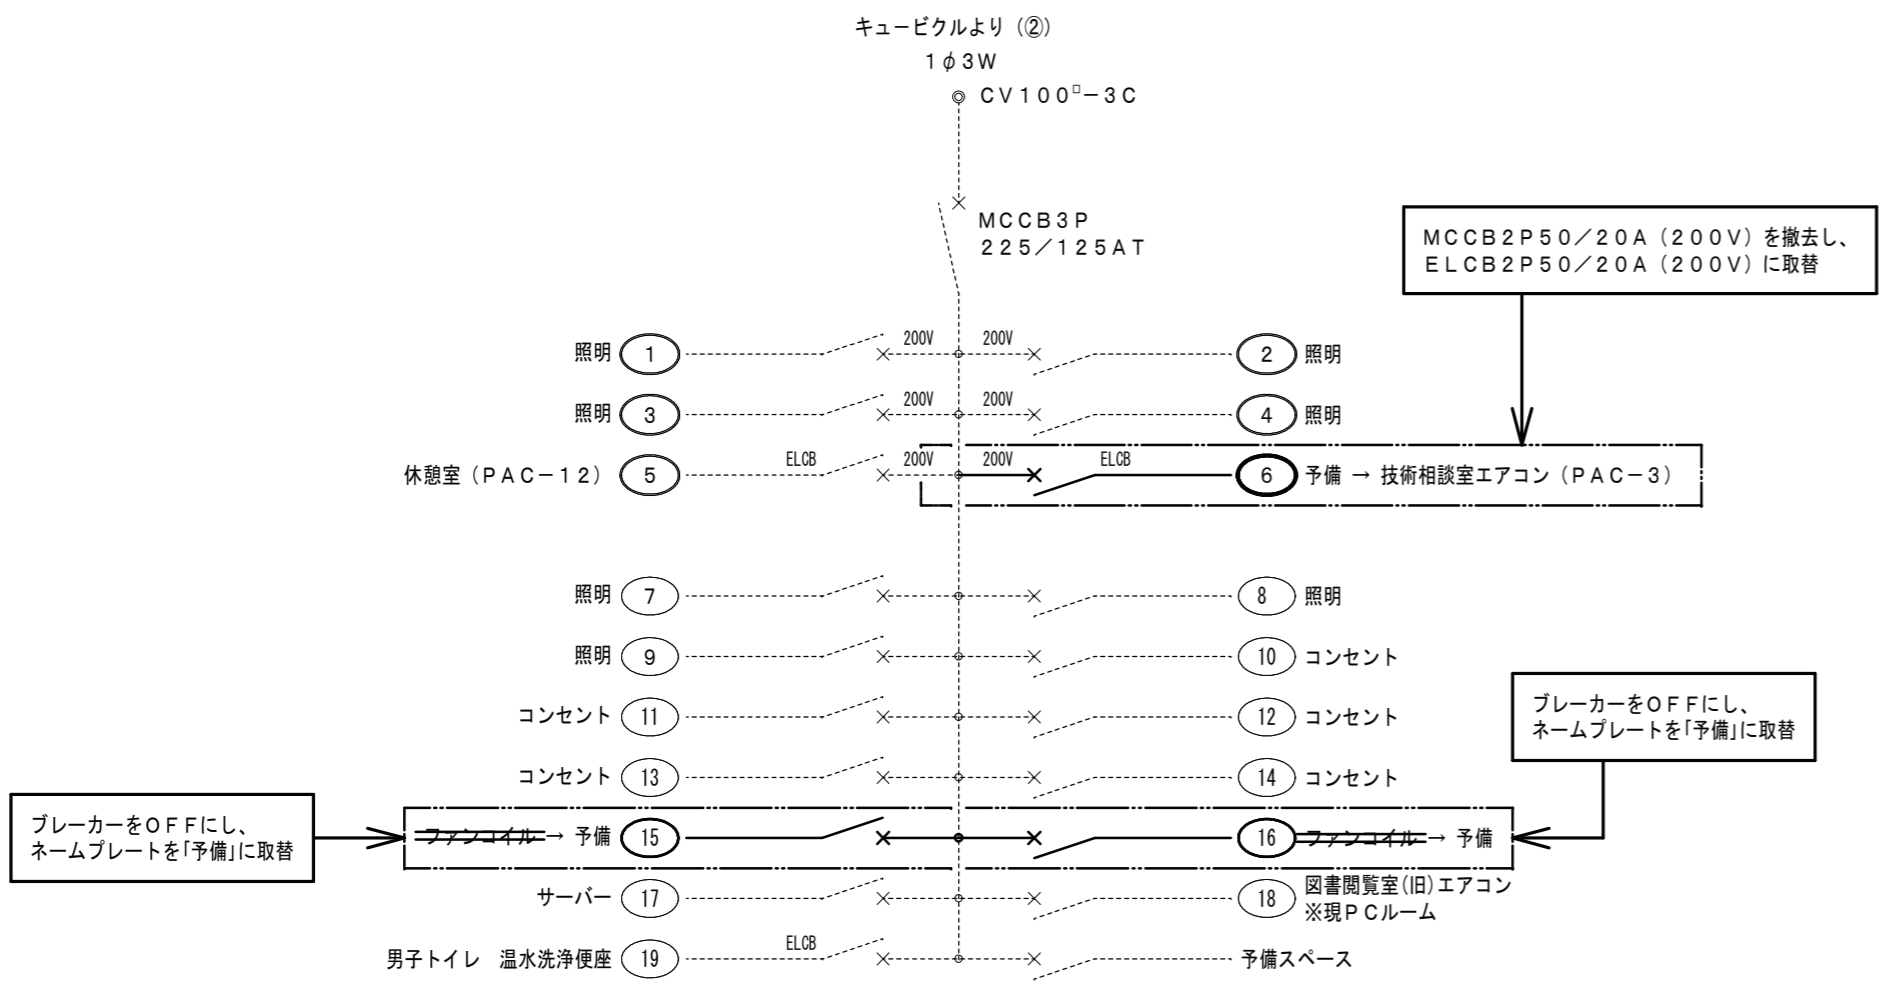 キュービクルより（②）
１φ３Ｗ
ＣＶ１００□－３Ｃ
ＭＣＣＢ３Ｐ
２２５／１２５ＡＴ
ＭＣＣＢ２Ｐ５０／２０Ａ（２００Ｖ）を撤去し、
ＥＬＣＢ２Ｐ５０／２０Ａ（２００Ｖ）に取替
照明 1 200V 200V 2 照明
照明 3 200V 200V 4 照明
休憩室（ＰＡＣ－１２） 5 ELCB 200V 200V ELCB 6 予備 → 技術相談室エアコン（ＰＡＣ－３）
照明 7 8 照明
照明 9 10 コンセント
コンセント 11 12 コンセント
コンセント 13 14 コンセント
ブレーカーをＯＦＦにし、
ネームプレートを｢予備｣に取替
ブレーカーをＯＦＦにし、
ネームプレートを｢予備｣に取替
ファンコイル → 予備 15 16 ファンコイル → 予備
サーバー 17 18 図書閲覧室(旧)エアコン
※現ＰＣルーム
男子トイレ　温水洗浄便座 19 ELCB 予備スペース